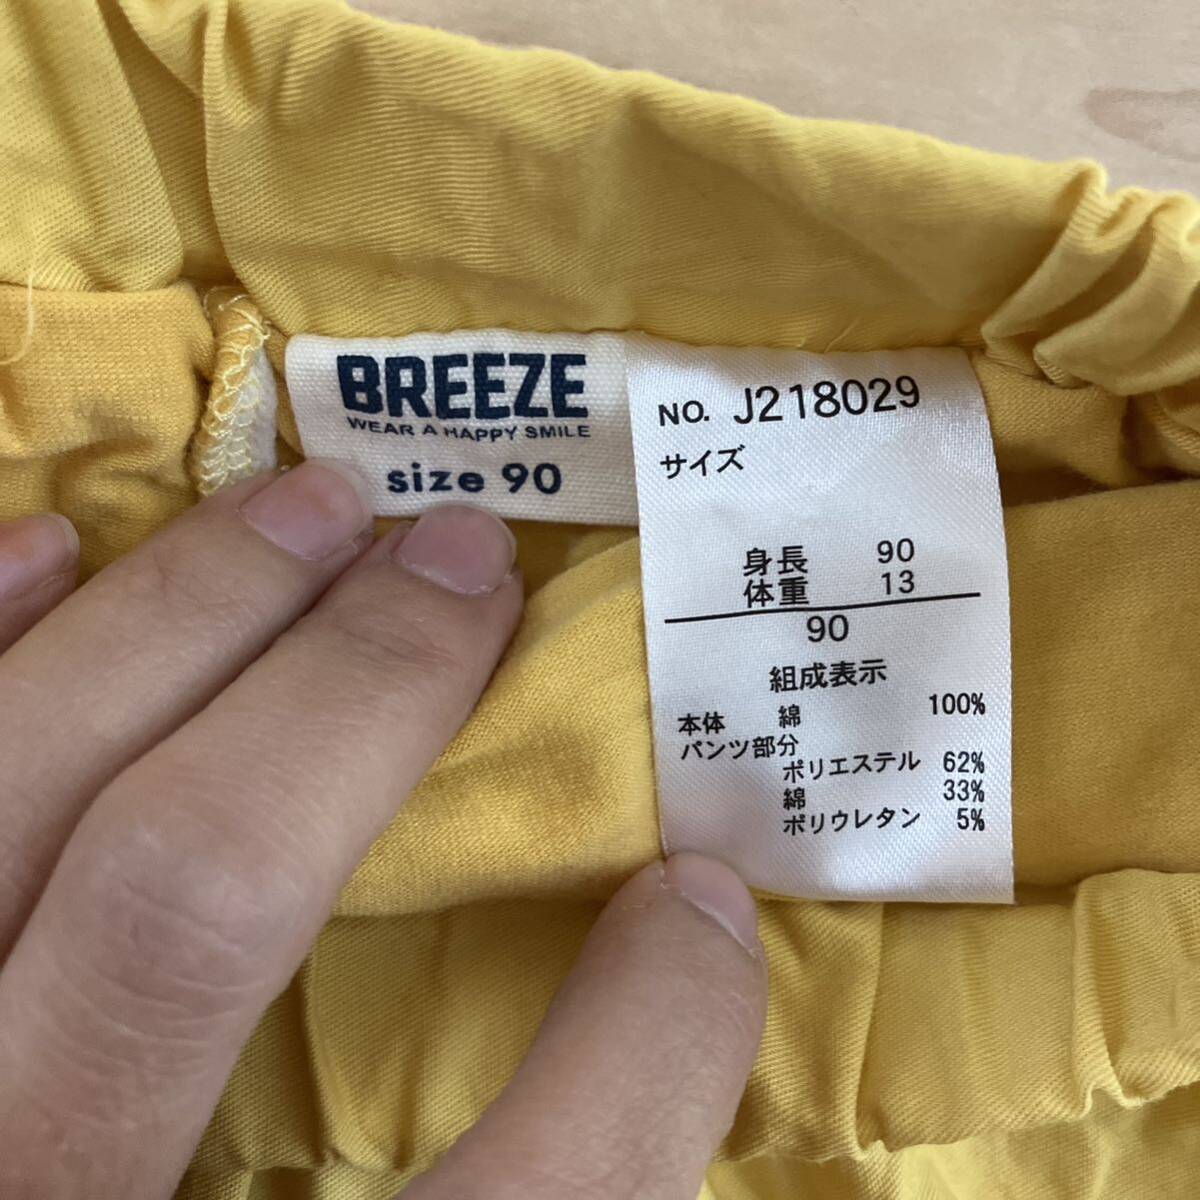 BREEZE
WEAR A HAPPY SMILE
size 90
NO. J218029
サイズ
身長 90
体重 13
90
組成表示
本体 綿 100%
パンツ部分
ポリエステル 62%
綿 33%
ポリウレタン 5%